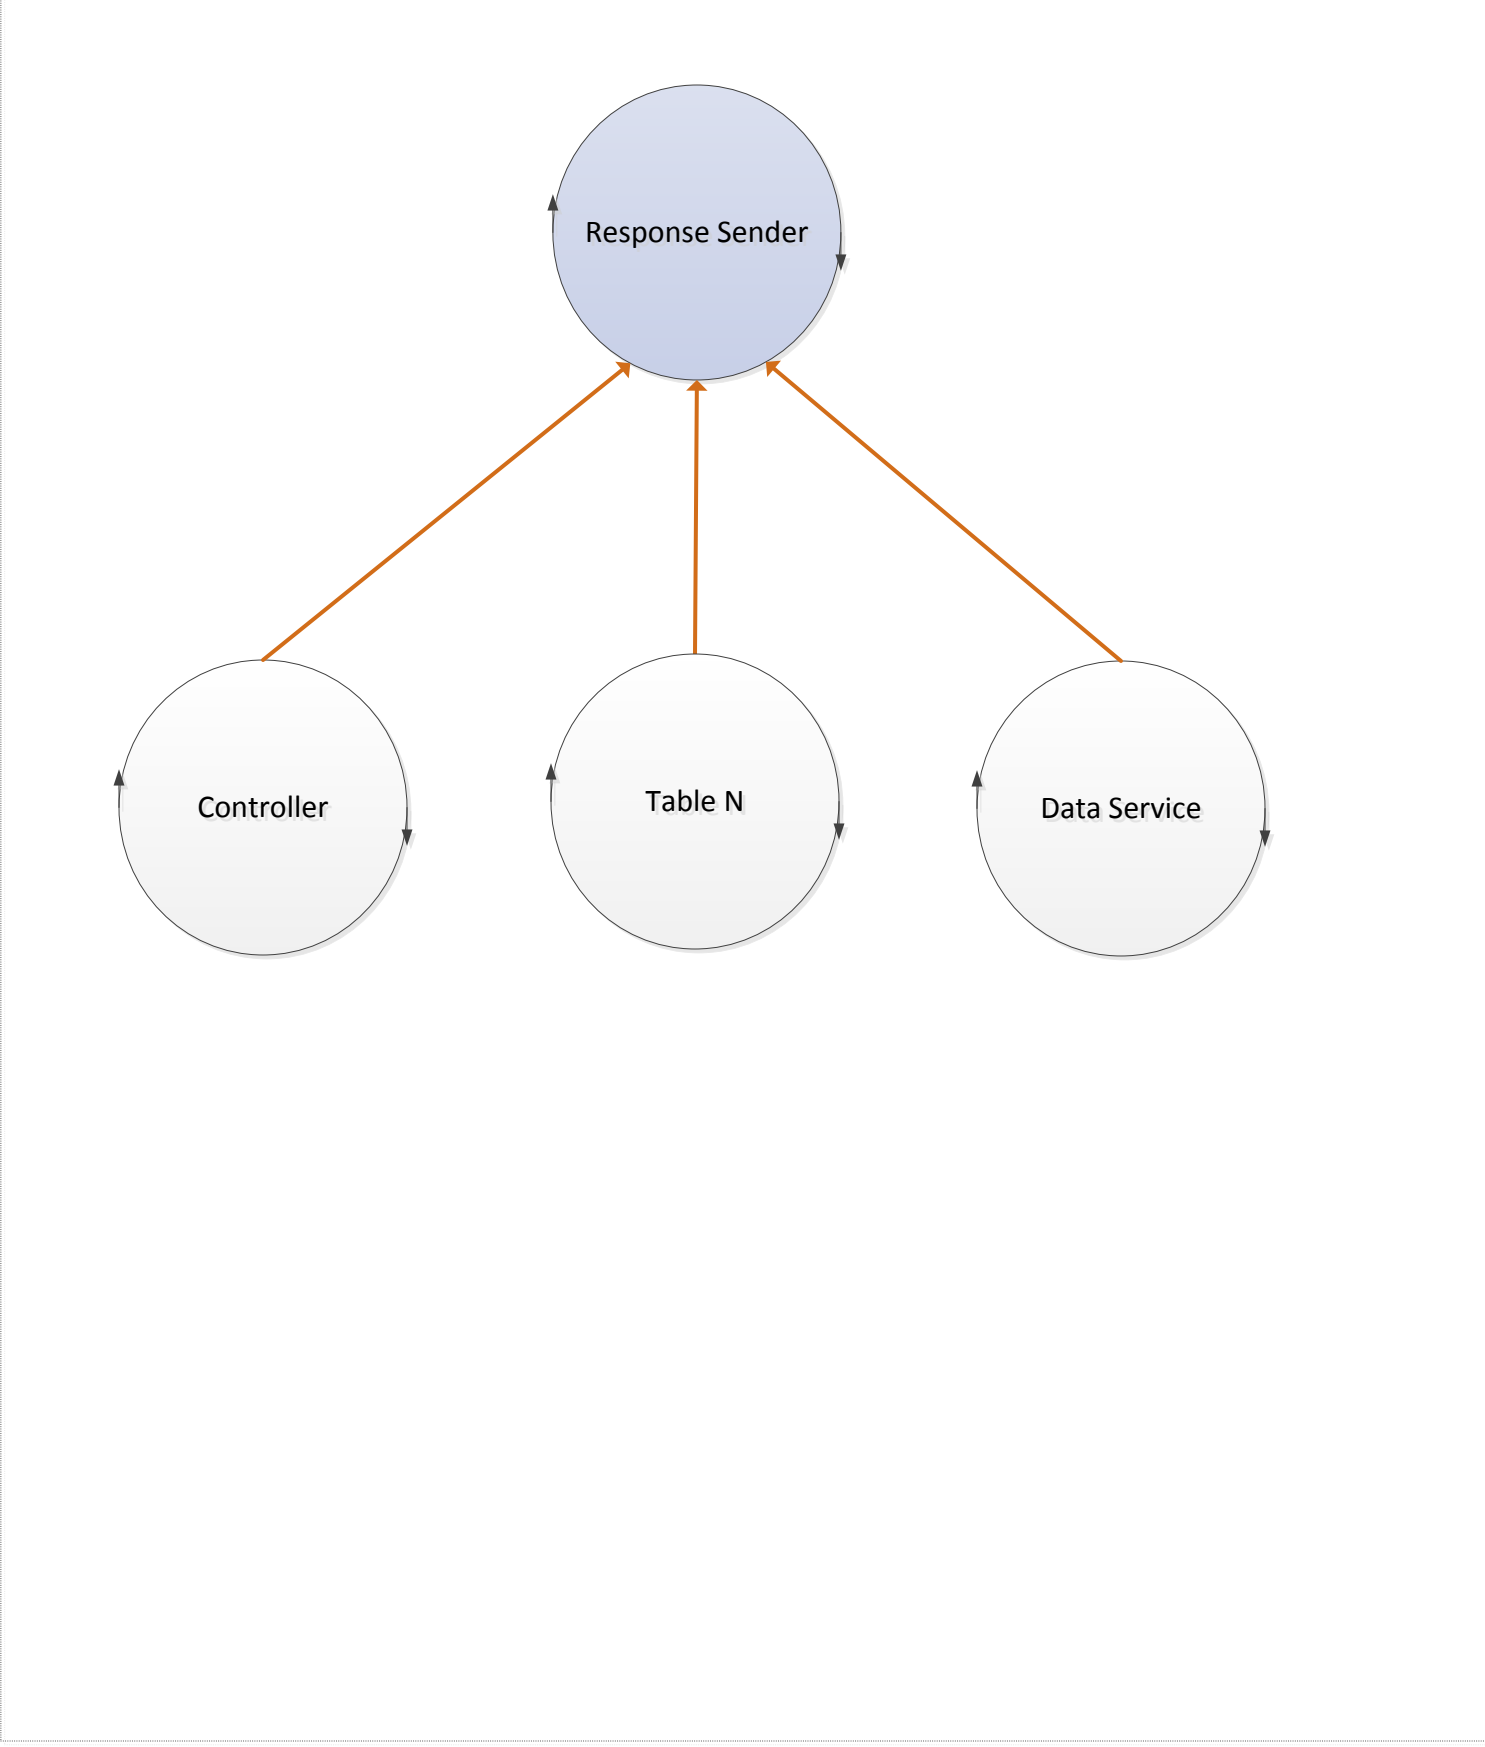 Response Sender
Controller
Table N
Data Service